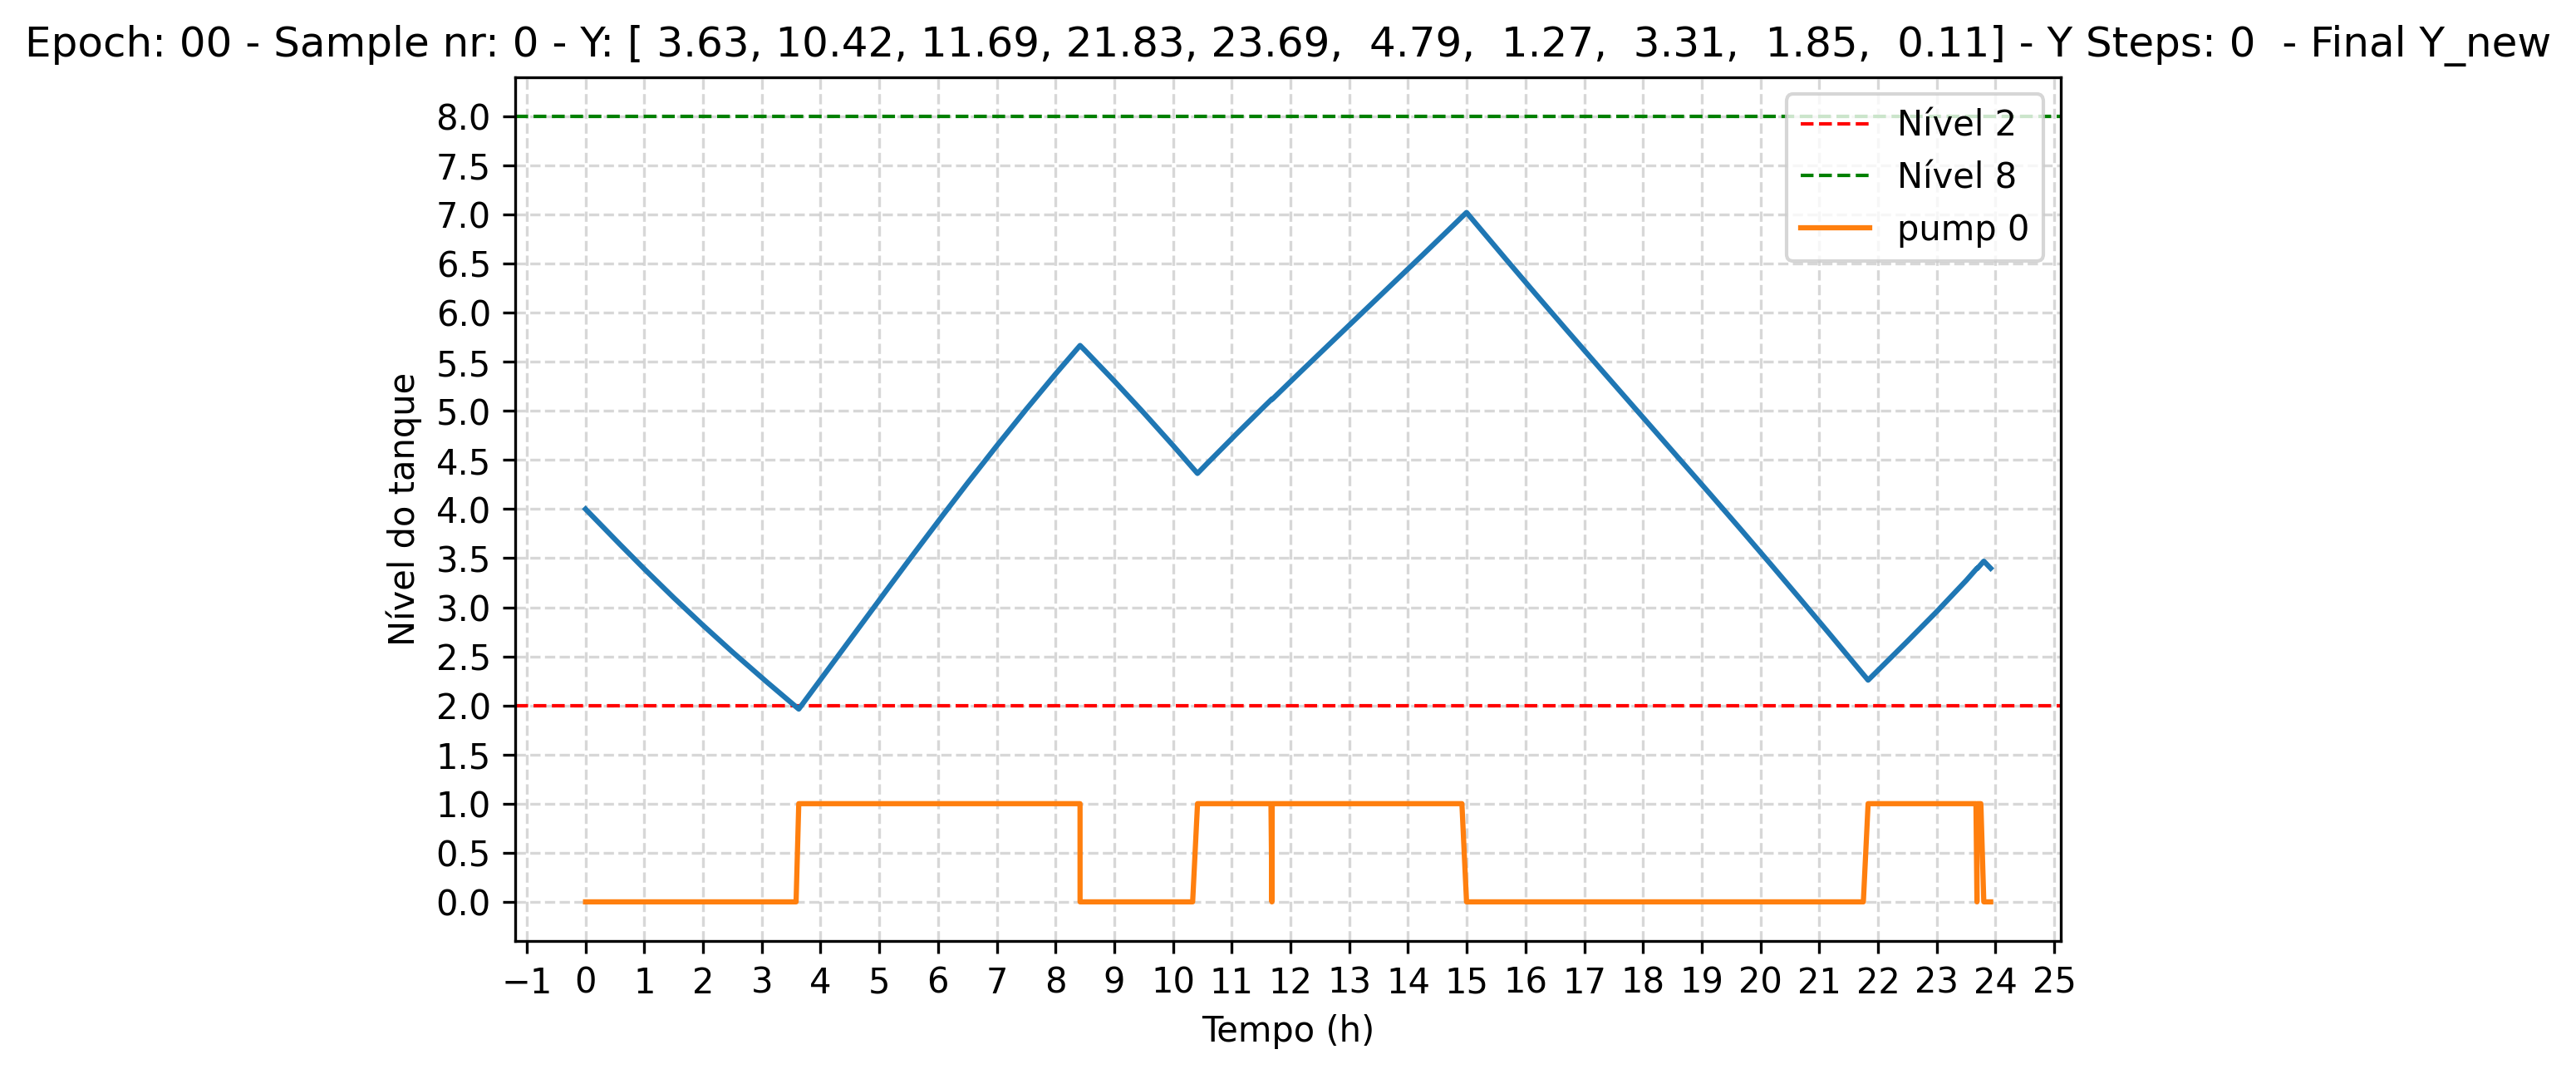 Epoch: 00 - Sample nr: 0 - Y: [ 3.63, 10.42, 11.69, 21.83, 23.69,  4.79,  1.27,  3.31,  1.85,  0.11] - Y Steps: 0  - Final Y_new
Nível 2
Nível 8
pump 0
8.0
7.5
7.0
6.5
6.0
5.5
5.0
4.5
4.0
3.5
3.0
2.5
2.0
1.5
1.0
0.5
0.0
Nível do tanque
−1 0 1 2 3 4 5 6 7 8 9 10 11 12 13 14 15 16 17 18 19 20 21 22 23 24 25
Tempo (h)